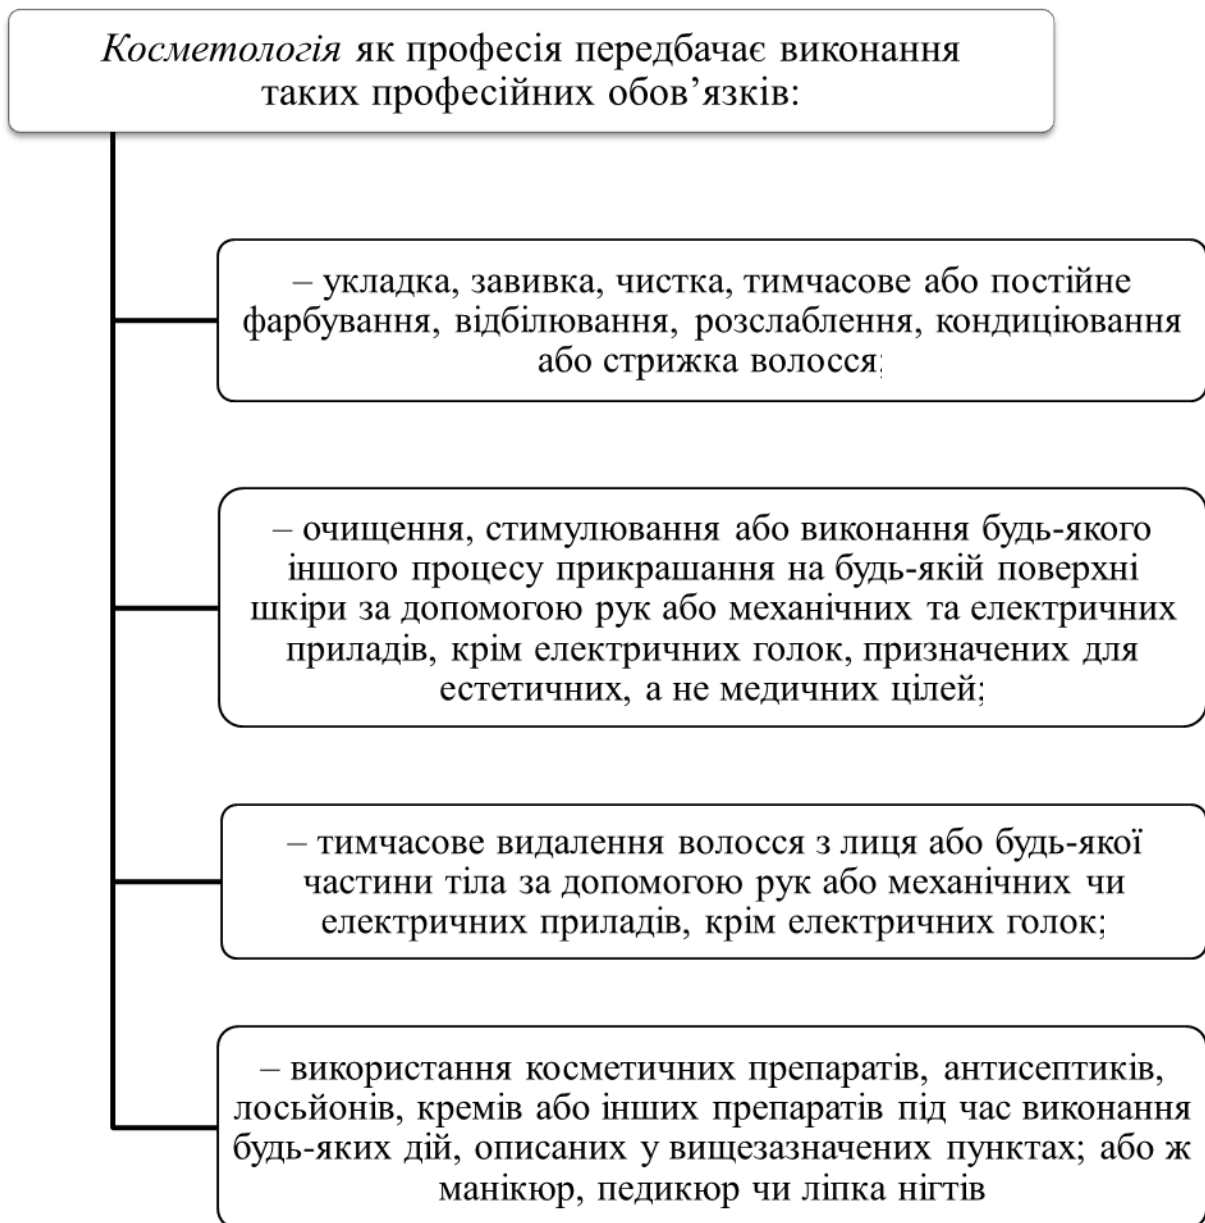 Косметологія як професія передбачає виконання
таких професійних обов’язків:
– укладка, завивка, чистка, тимчасове або постійне
фарбування, відбілювання, розслаблення, кондиціювання
або стрижка волосся;
– очищення, стимулювання або виконання будь-якого
іншого процесу прикрашання на будь-якій поверхні
шкіри за допомогою рук або механічних та електричних
приладів, крім електричних голок, призначених для
естетичних, а не медичних цілей;
– тимчасове видалення волосся з лиця або будь-якої
частини тіла за допомогою рук або механічних чи
електричних приладів, крім електричних голок;
– використання косметичних препаратів, антисептиків,
лосьйонів, кремів або інших препаратів під час виконання
будь-яких дій, описаних у вищезазначених пунктах; або ж
манікюр, педикюр чи ліпка нігтів